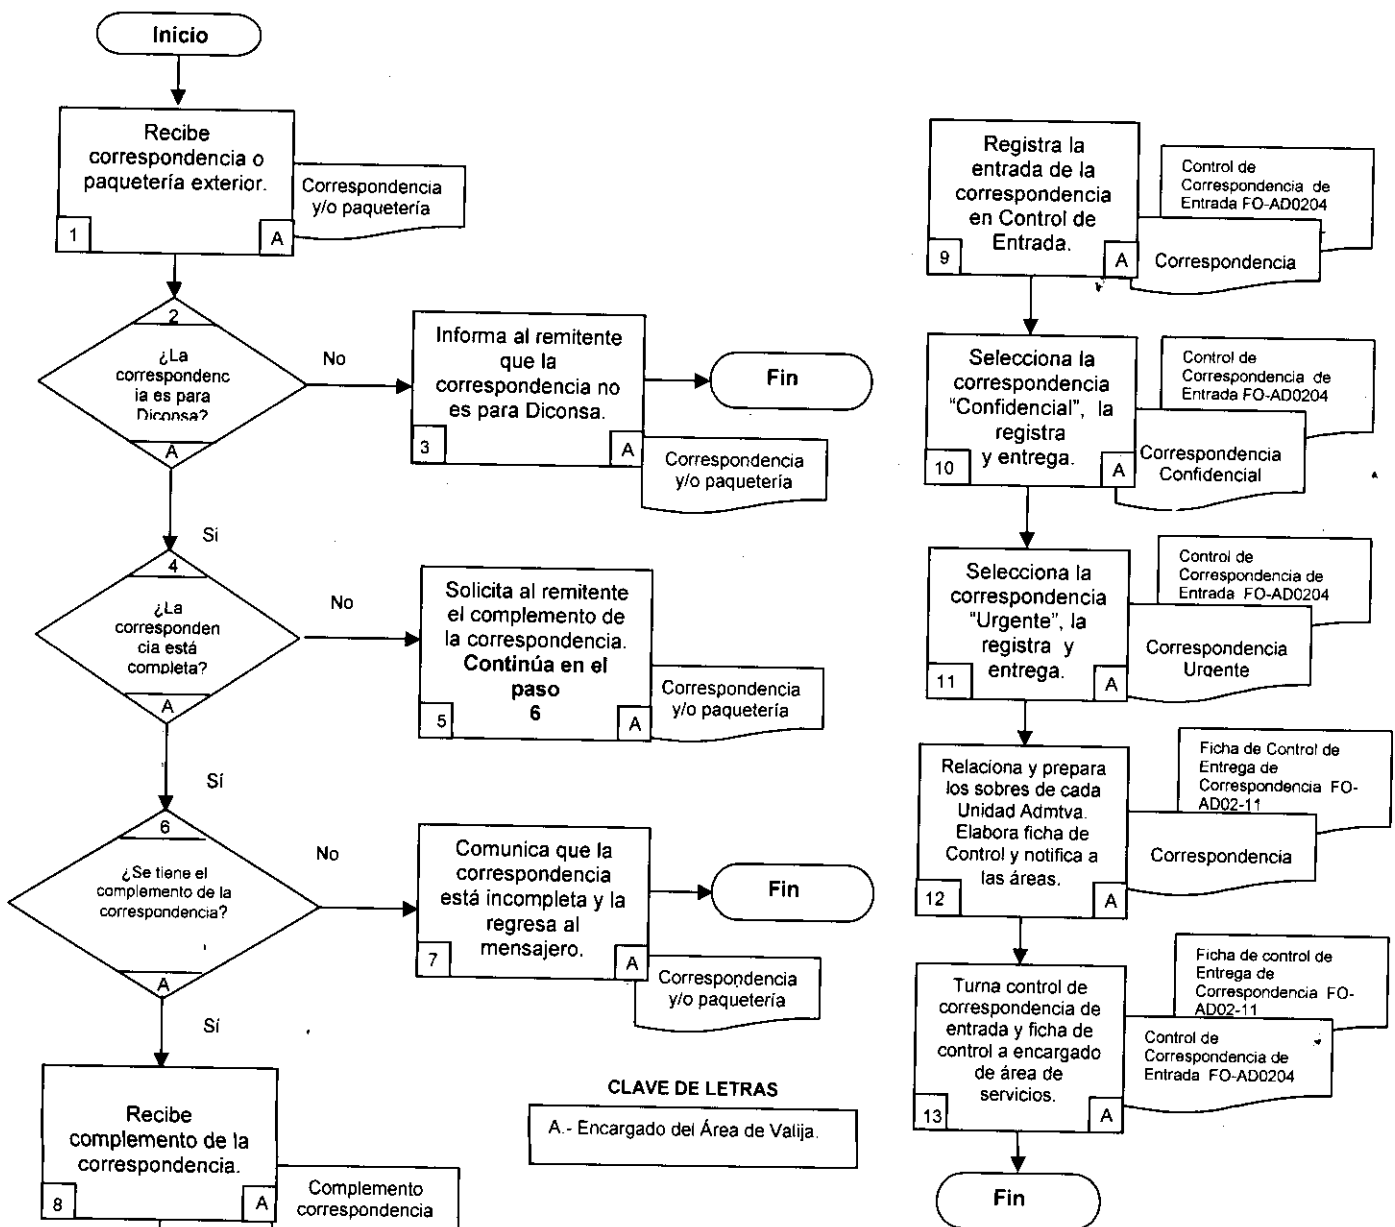 Inicio
Recibe
correspondencia o
paquetería exterior.
1
A
Correspondencia
y/o paquetería
2
¿La
correspondenc
ia es para
Diconsa?
A
No
Informa al remitente
que la
correspondencia no
es para Diconsa.
3
A
Correspondencia
y/o paquetería
Fin
Sí
4
¿La
corresponden
cia está
completa?
A
No
Solicita al remitente
el complemento de
la correspondencia.
Continúa en el
paso
6
5
A
Correspondencia
y/o paquetería
Sí
6
¿Se tiene el
complemento de la
correspondencia?
A
No
Comunica que la
correspondencia
está incompleta y la
regresa al
mensajero.
7
A
Correspondencia
y/o paquetería
Fin
Sí
Recibe
complemento de la
correspondencia.
8
A
Complemento
correspondencia
CLAVE DE LETRAS
A.- Encargado del Área de Valija.
Registra la
entrada de la
correspondencia
en Control de
Entrada.
9
A
Control de
Correspondencia de
Entrada FO-AD0204
Correspondencia
Selecciona la
correspondencia
"Confidencial", la
registra
y entrega.
10
A
Control de
Correspondencia de
Entrada FO-AD0204
Correspondencia
Confidencial
Selecciona la
correspondencia
"Urgente", la
registra y
entrega.
11
A
Control de
Correspondencia de
Entrada FO-AD0204
Correspondencia
Urgente
Relaciona y prepara
los sobres de cada
Unidad Admtva.
Elabora ficha de
Control y notifica a
las áreas.
12
A
Ficha de Control de
Entrega de
Correspondencia FO-
AD02-11
Correspondencia
Turna control de
correspondencia de
entrada y ficha de
control a encargado
de área de
servicios.
13
A
Ficha de control de
Entrega de
Correspondencia FO-
AD02-11
Control de
Correspondencia de
Entrada FO-AD0204
Fin